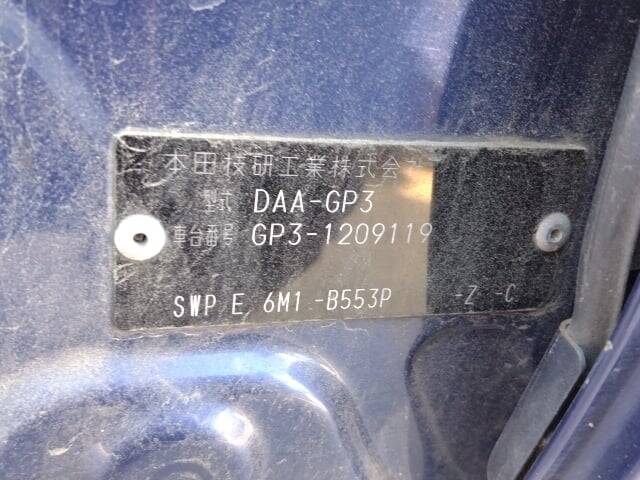 本田技研工業株式会社
型式 DAA-GP3
車台番号 GP3-1209119
SWP E 6M1 -B553P -Z -C